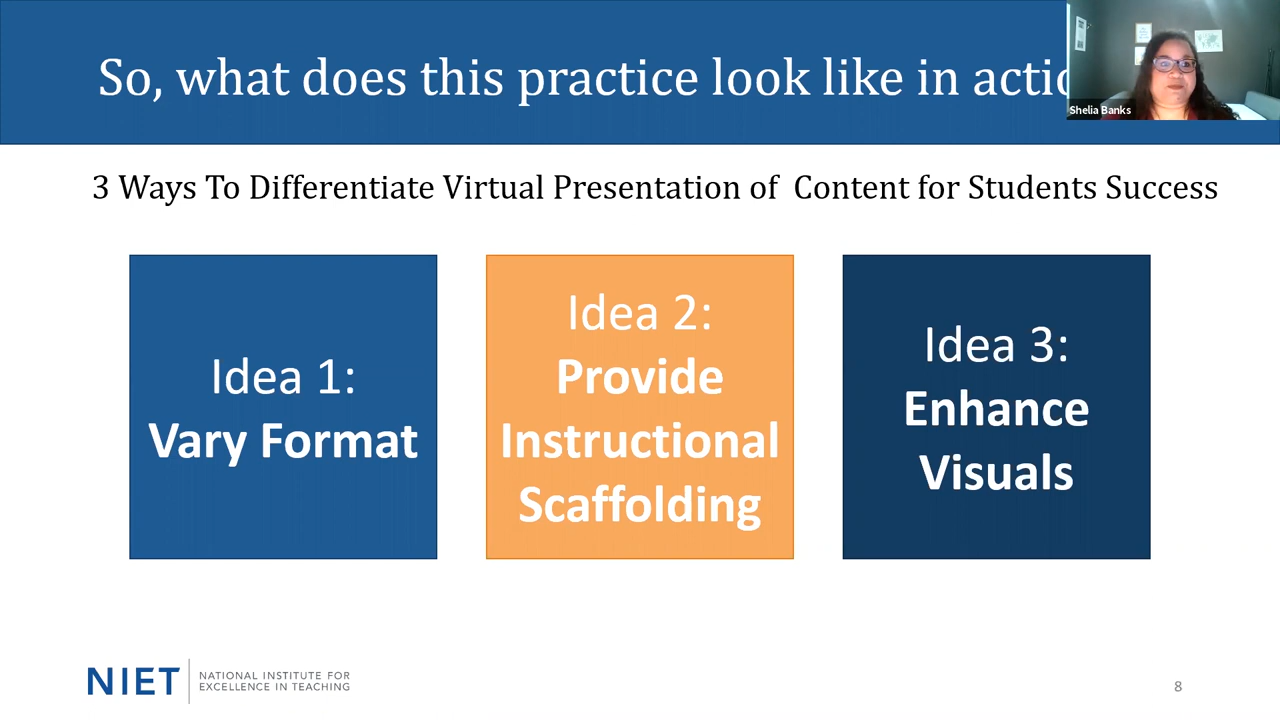 So, what does this practice look like in actio
Shelia Banks
3 Ways To Differentiate Virtual Presentation of Content for Students Success
Idea 1:
Vary Format
Idea 2:
Provide
Instructional
Scaffolding
Idea 3:
Enhance
Visuals
NIET
NATIONAL INSTITUTE FOR
EXCELLENCE IN TEACHING
8